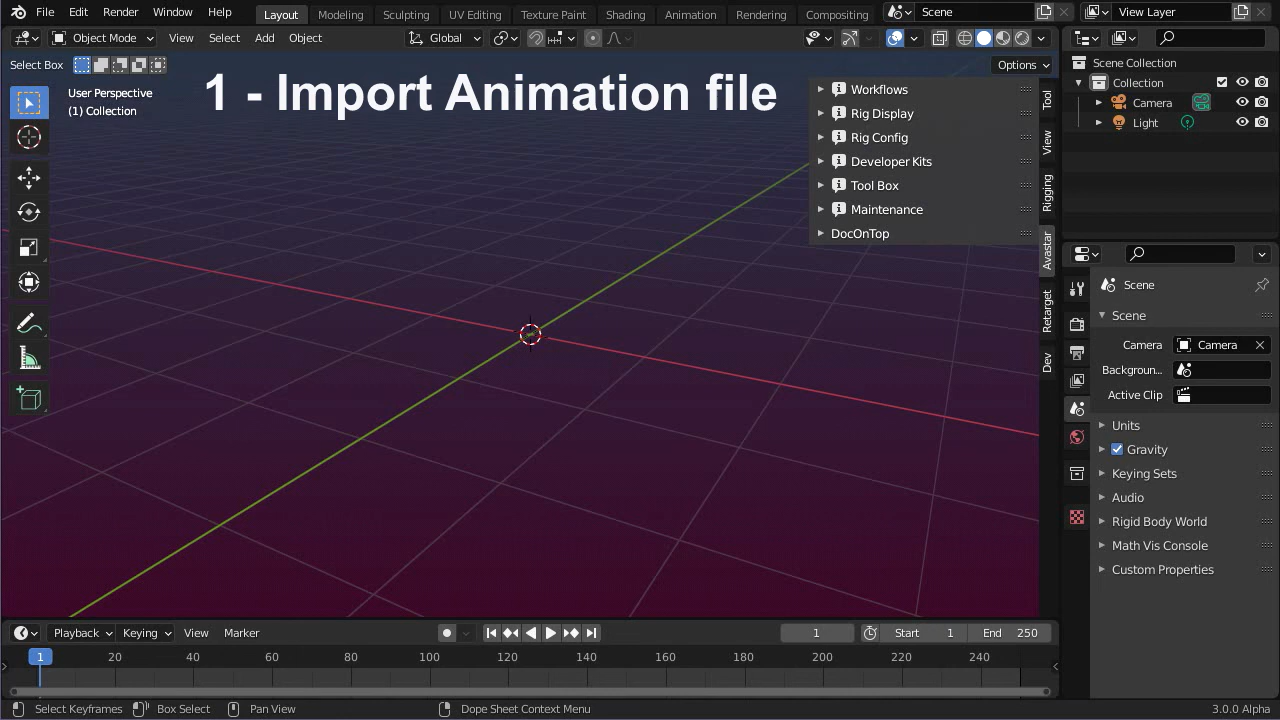 File Edit Render Window Help Layout Modeling Sculpting UV Editing Texture Paint Shading Animation Rendering Compositing Scene View Layer
Object Mode View Select Add Object Global
Select Box Options
User Perspective
(1) Collection
1 - Import Animation file
Workflows
Rig Display
Rig Config
Developer Kits
Tool Box
Maintenance
DocOnTop
Tool
View
Rigging
Avastar
Retarget
Dev
Scene Collection
Collection
Camera
Light
Scene
Scene
Camera Camera
Backgroun...
Active Clip
Units
Gravity
Keying Sets
Audio
Rigid Body World
Math Vis Console
Custom Properties
Playback Keying View Marker 1 Start 1 End 250
1 20 40 60 80 100 120 140 160 180 200 220 240
Select Keyframes Box Select Pan View Dope Sheet Context Menu 3.0.0 Alpha